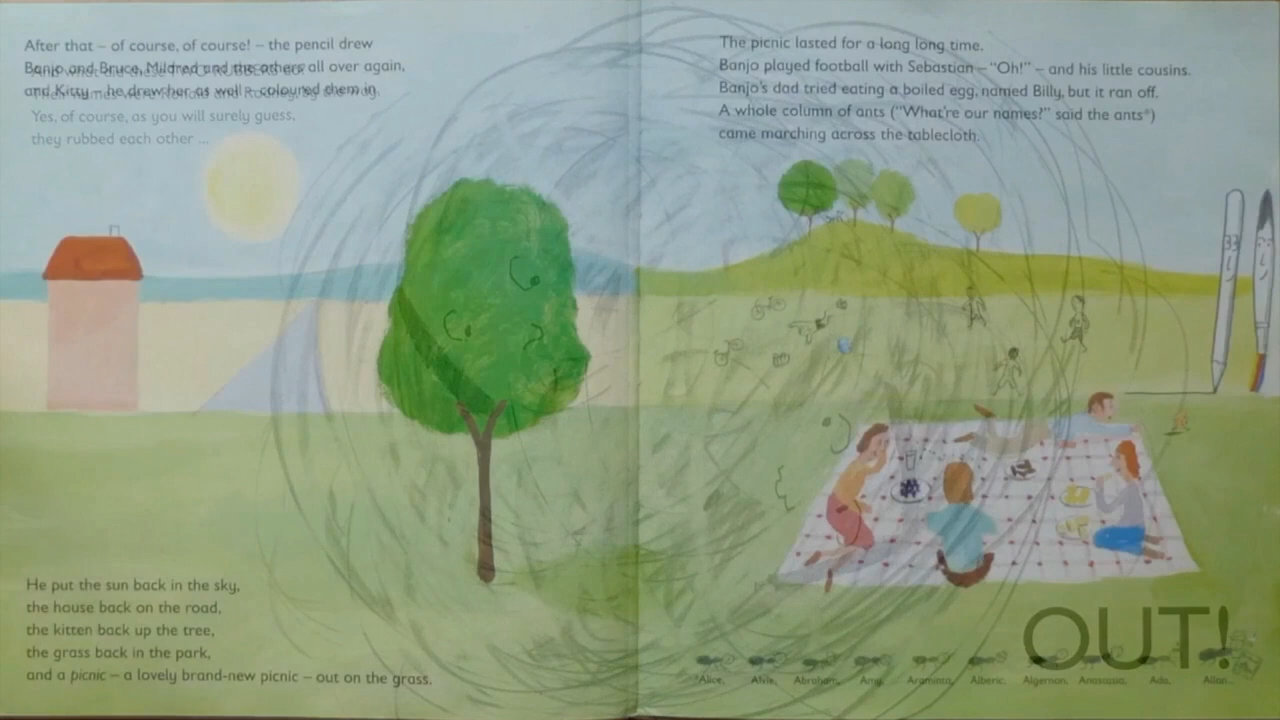 After that – of course, of course! – the pencil drew
Banjo and Bruce, Mildred and the others all over again,
and Kitty – he drew her as well – coloured them in.
Yes, of course, as you will surely guess,
they rubbed each other ...
He put the sun back in the sky,
the house back on the road,
the kitten back up the tree,
the grass back in the park,
and a picnic – a lovely brand-new picnic – out on the grass.
The picnic lasted for a long long time.
Banjo played football with Sebastian – “Oh!” – and his little cousins.
Banjo's dad tried eating a boiled egg, named Billy, but it ran off.
A whole column of ants (“What're our names?” said the ants*)
came marching across the tablecloth.
OUT!
*Alice, Alvis, Abraham, Amy, Araminta, Alberic, Algernon, Anastasia, Ada, Allan...